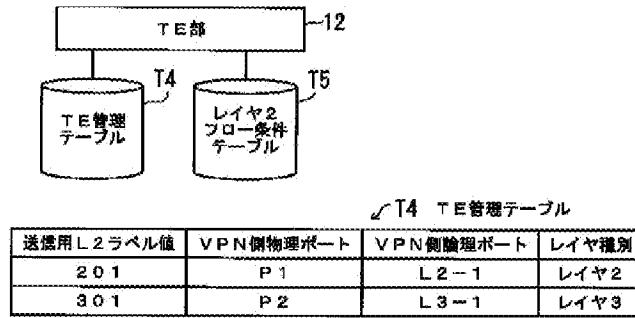 TE部
12
T4
T5
TE管理
テーブル
レイヤ2
フロー条件
テーブル
T4 TE管理テーブル
送信用L2ラベル値 VPN側物理ポート VPN側論理ポート レイヤ種別
201 P1 L2-1 レイヤ2
301 P2 L3-1 レイヤ3